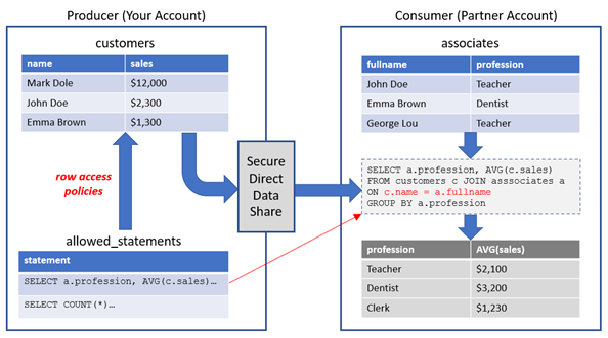 Producer (Your Account)
customers
name sales
Mark Dole $12,000
John Doe $2,300
Emma Brown $1,300
row access
policies
allowed_statements
statement
SELECT a.profession, AVG(c.sales)…
SELECT COUNT(*)…
Secure
Direct
Data
Share
Consumer (Partner Account)
associates
fullname profession
John Doe Teacher
Emma Brown Dentist
George Lou Teacher
SELECT a.profession, AVG(c.sales)
FROM customers c JOIN asssociates a
ON c.name = a.fullname
GROUP BY a.profession
profession AVG(sales)
Teacher $2,100
Dentist $3,200
Clerk $1,230